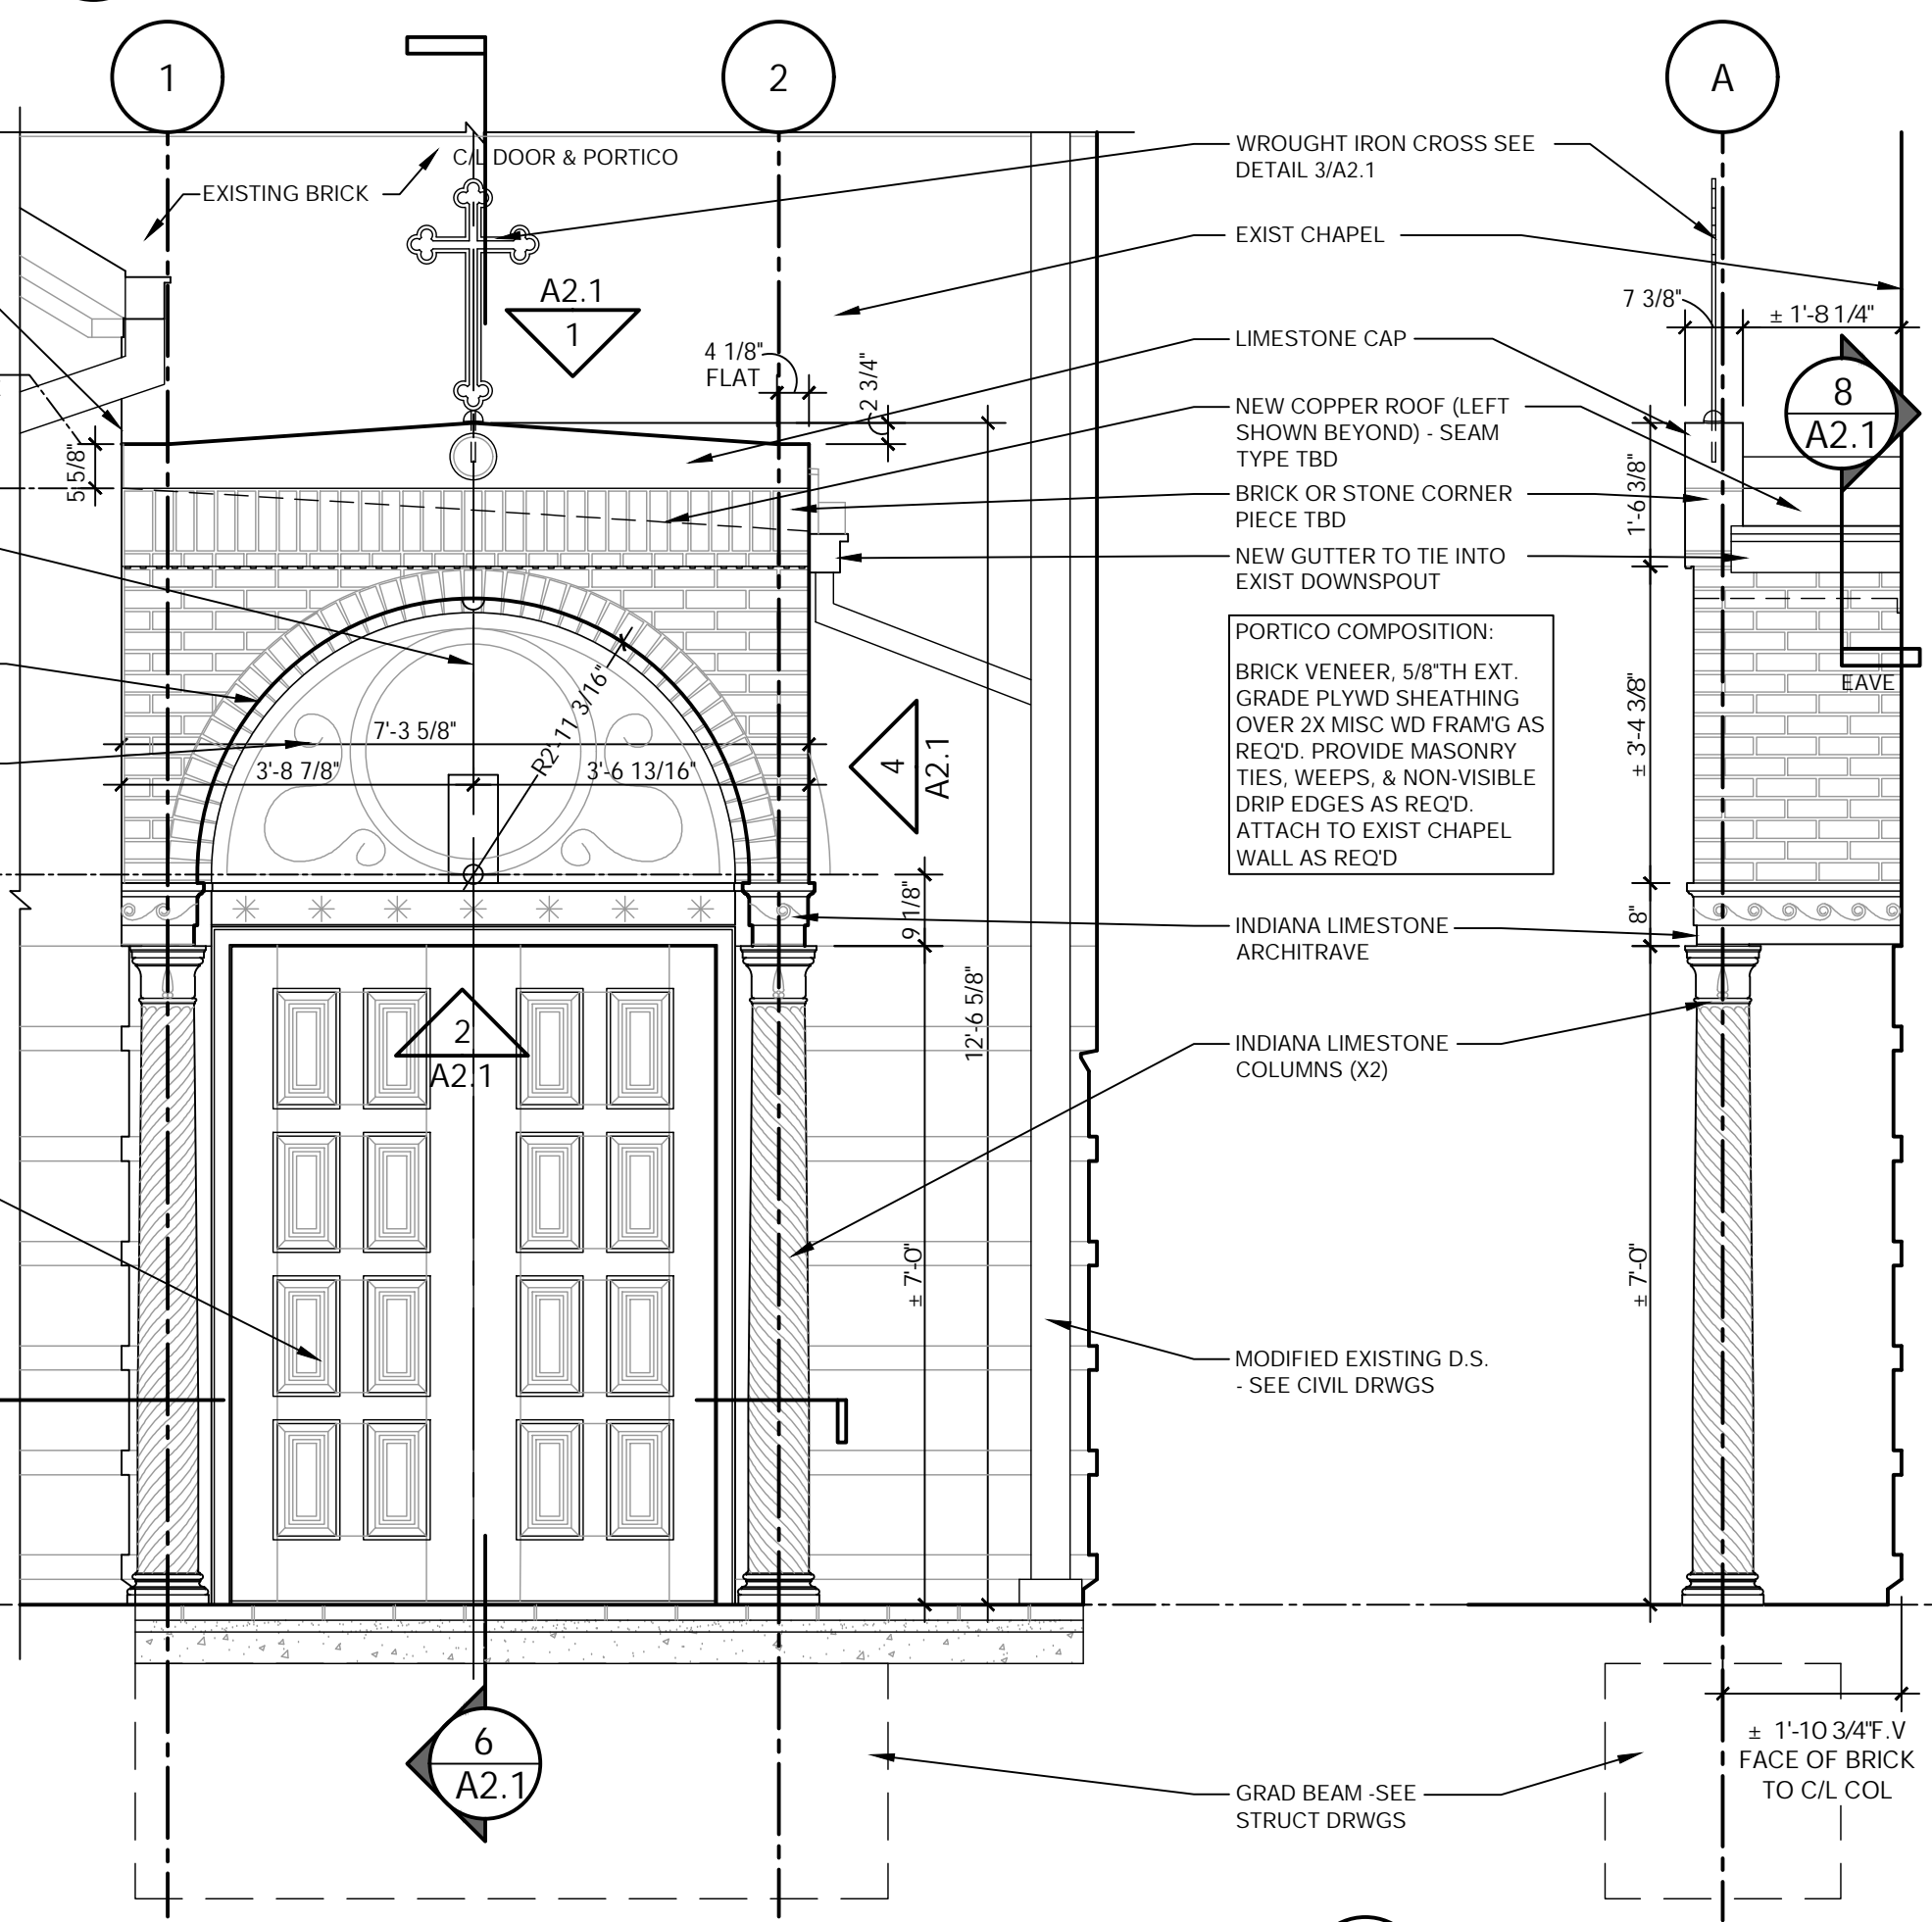 1
2
A
C/L DOOR & PORTICO
EXISTING BRICK
A2.1
1
4 1/8"
FLAT
2 3/4"
5 5/8"
7'-3 5/8"
3'-8 7/8"
3'-6 13/16"
R2'-11 3/16"
4
A2.1
9 1/8"
12'-6 5/8"
± 7'-0"
2
A2.1
6
A2.1
WROUGHT IRON CROSS SEE
DETAIL 3/A2.1
EXIST CHAPEL
LIMESTONE CAP
NEW COPPER ROOF (LEFT
SHOWN BEYOND) - SEAM
TYPE TBD
BRICK OR STONE CORNER
PIECE TBD
NEW GUTTER TO TIE INTO
EXIST DOWNSPOUT
PORTICO COMPOSITION:
BRICK VENEER, 5/8"TH EXT.
GRADE PLYWD SHEATHING
OVER 2X MISC WD FRAM'G AS
REQ'D. PROVIDE MASONRY
TIES, WEEPS, & NON-VISIBLE
DRIP EDGES AS REQ'D.
ATTACH TO EXIST CHAPEL
WALL AS REQ'D
INDIANA LIMESTONE
ARCHITRAVE
INDIANA LIMESTONE
COLUMNS (X2)
MODIFIED EXISTING D.S.
- SEE CIVIL DRWGS
GRAD BEAM -SEE
STRUCT DRWGS
7 3/8"
± 1'-8 1/4"
8
A2.1
1'-6 3/8"
EAVE
± 3'-4 3/8"
8"
± 7'-0"
± 1'-10 3/4"F.V
FACE OF BRICK
TO C/L COL